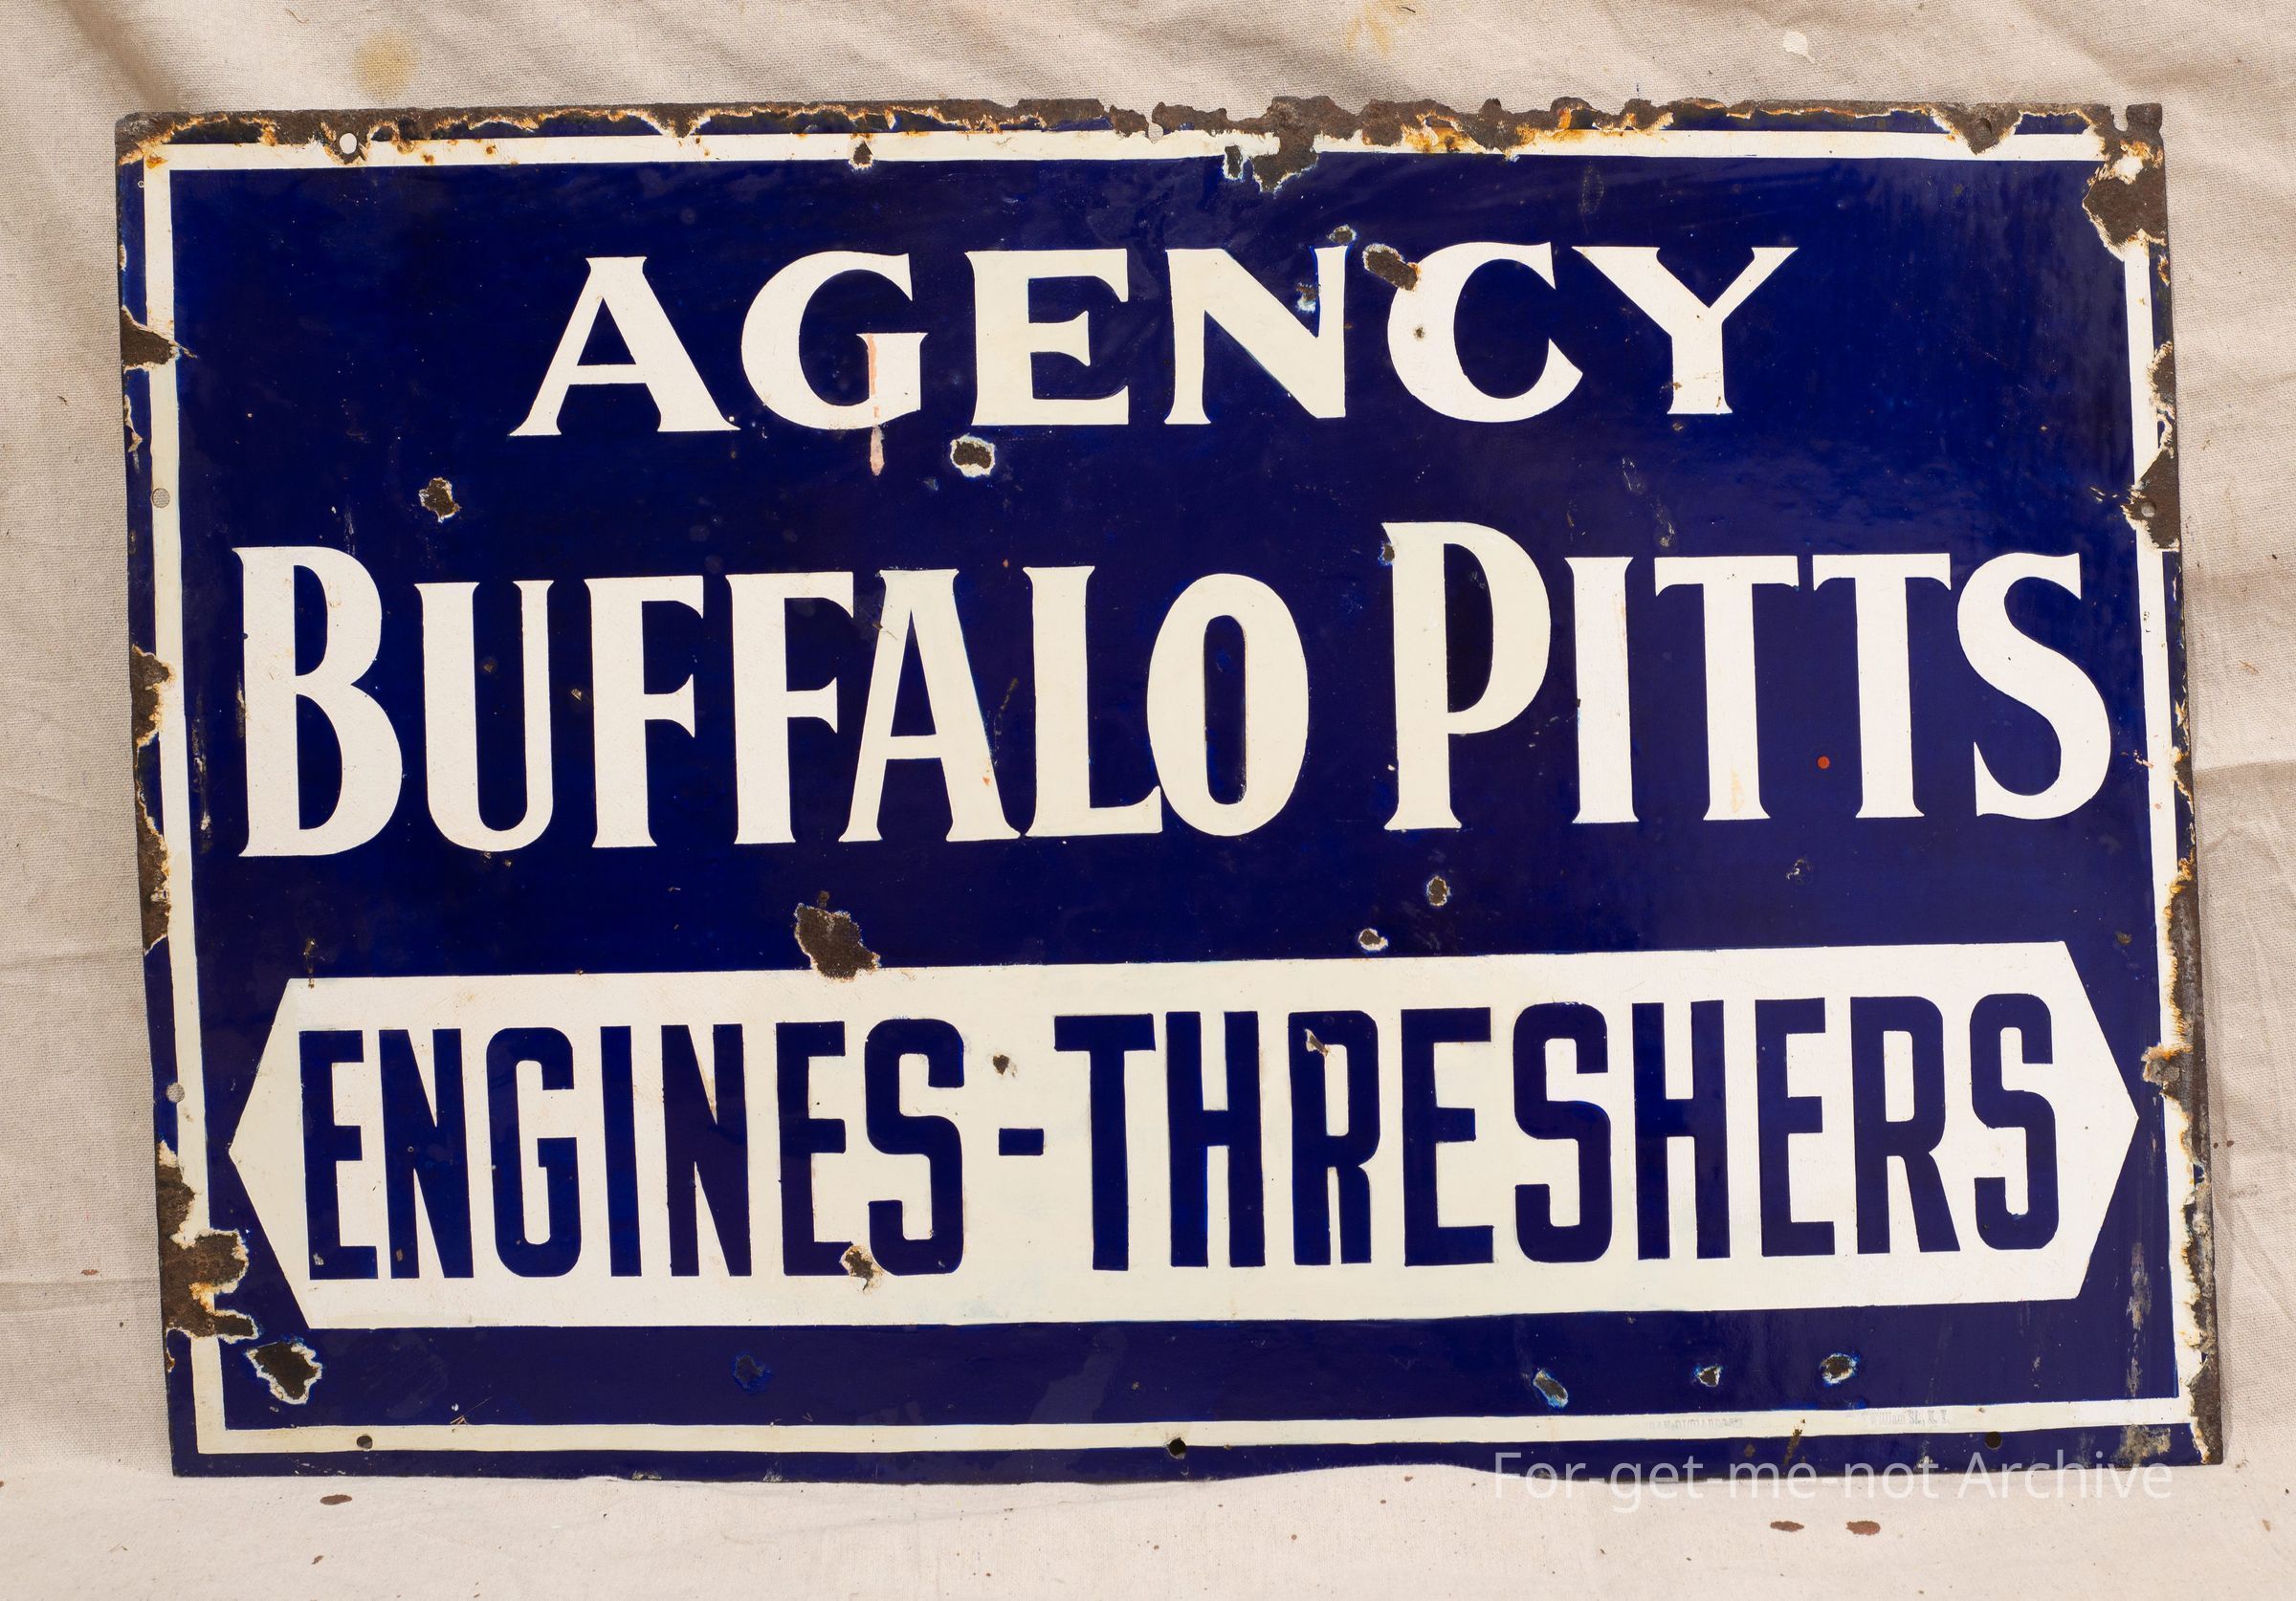 AGENCY
BUFFALO PITTS
ENGINES-THRESHERS
For-get-me-not Archive